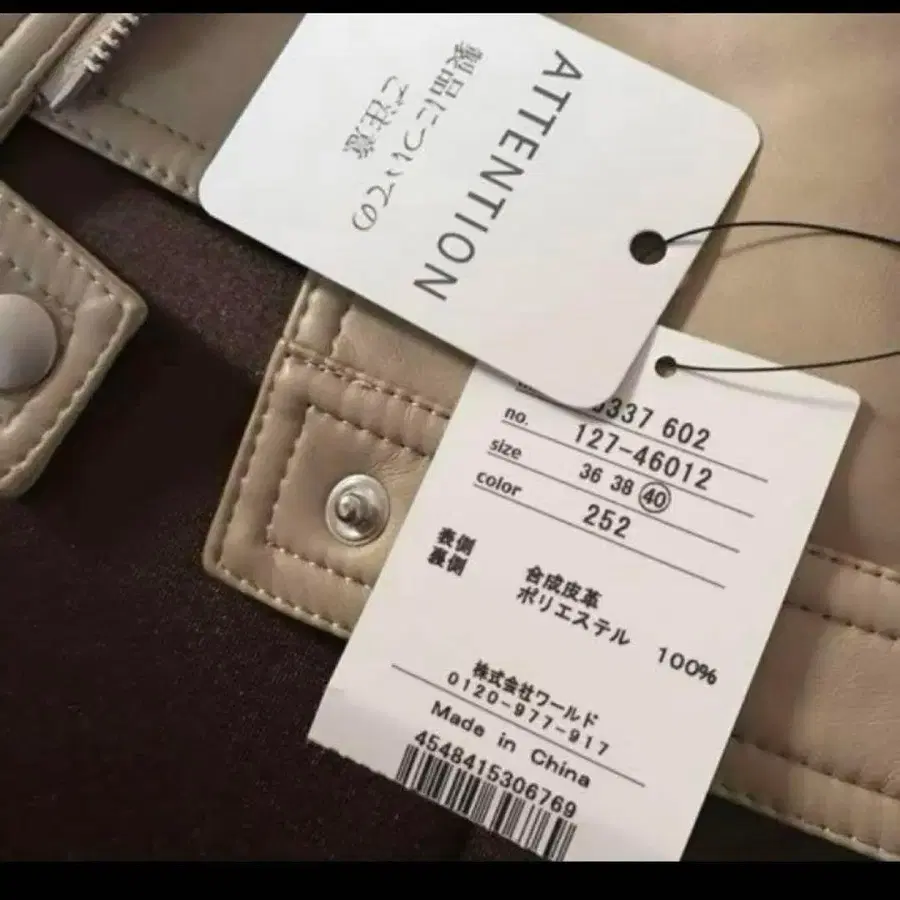 ATTENTION
製品についての
ご注意
337 602
no. 127-46012
size 36 38 40
color 252
表側 合成皮革
裏側 ポリエステル 100%
株式会社ワールド
0120-977-917
Made in China
4548415306769